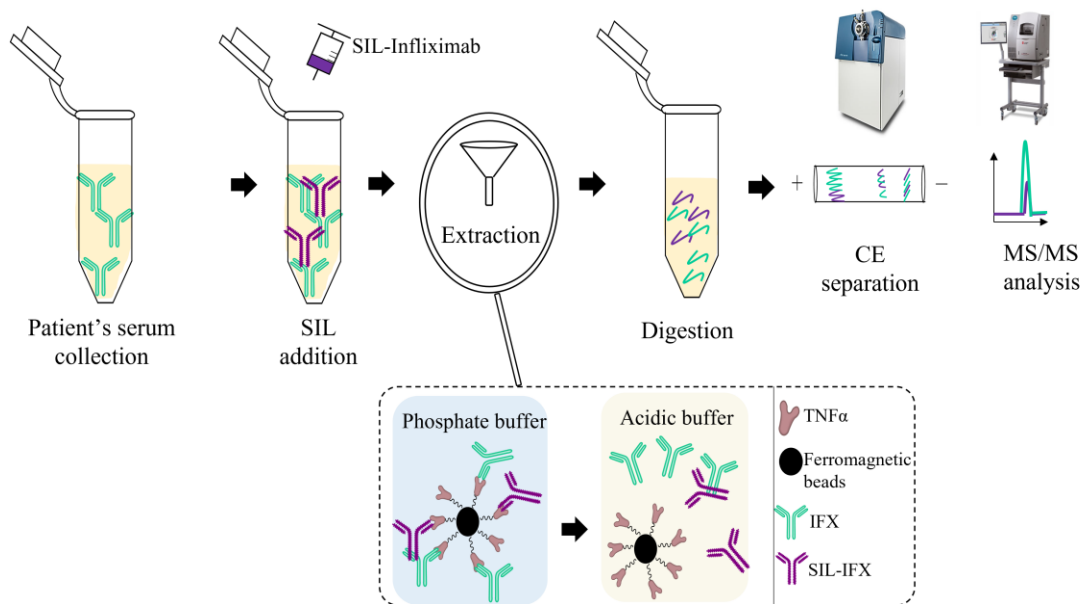 SIL-Infliximab
Extraction
+
−
Patient's serum
collection
SIL
addition
Digestion
CE
separation
MS/MS
analysis
Phosphate buffer
Acidic buffer
TNFα
Ferromagnetic
beads
IFX
SIL-IFX